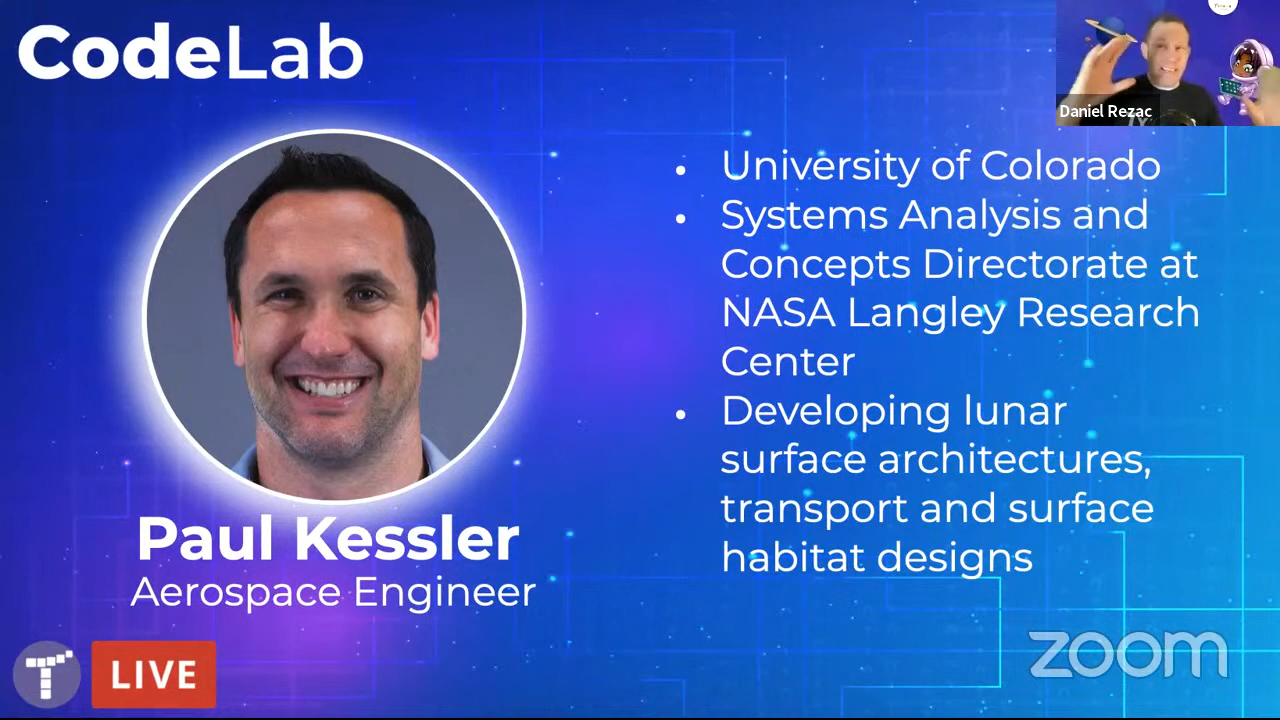 CodeLab
Daniel Rezac
• University of Colorado
• Systems Analysis and
Concepts Directorate at
NASA Langley Research
Center
• Developing lunar
surface architectures,
transport and surface
habitat designs
Paul Kessler
Aerospace Engineer
T
LIVE
zoom